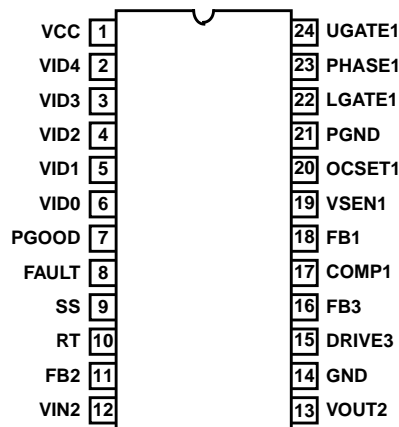 VCC 1 24 UGATE1
VID4 2 23 PHASE1
VID3 3 22 LGATE1
VID2 4 21 PGND
VID1 5 20 OCSET1
VID0 6 19 VSEN1
PGOOD 7 18 FB1
FAULT 8 17 COMP1
SS 9 16 FB3
RT 10 15 DRIVE3
FB2 11 14 GND
VIN2 12 13 VOUT2